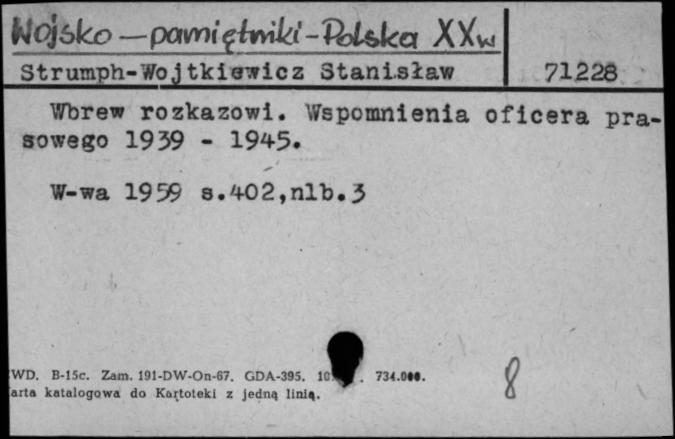 Wojsko — pamiętniki - Polska XXw
Strumph-Wojtkiewicz Stanisław 71228
Wbrew rozkazowi. Wspomnienia oficera pra-
sowego 1939 - 1945.
W-wa 1959 s.402,nlb.3
WD. B-15c. Zam. 191-DW-On-67. GDA-395. 734.000.
arta katalogowa do Kartoteki z jedną linią.
8